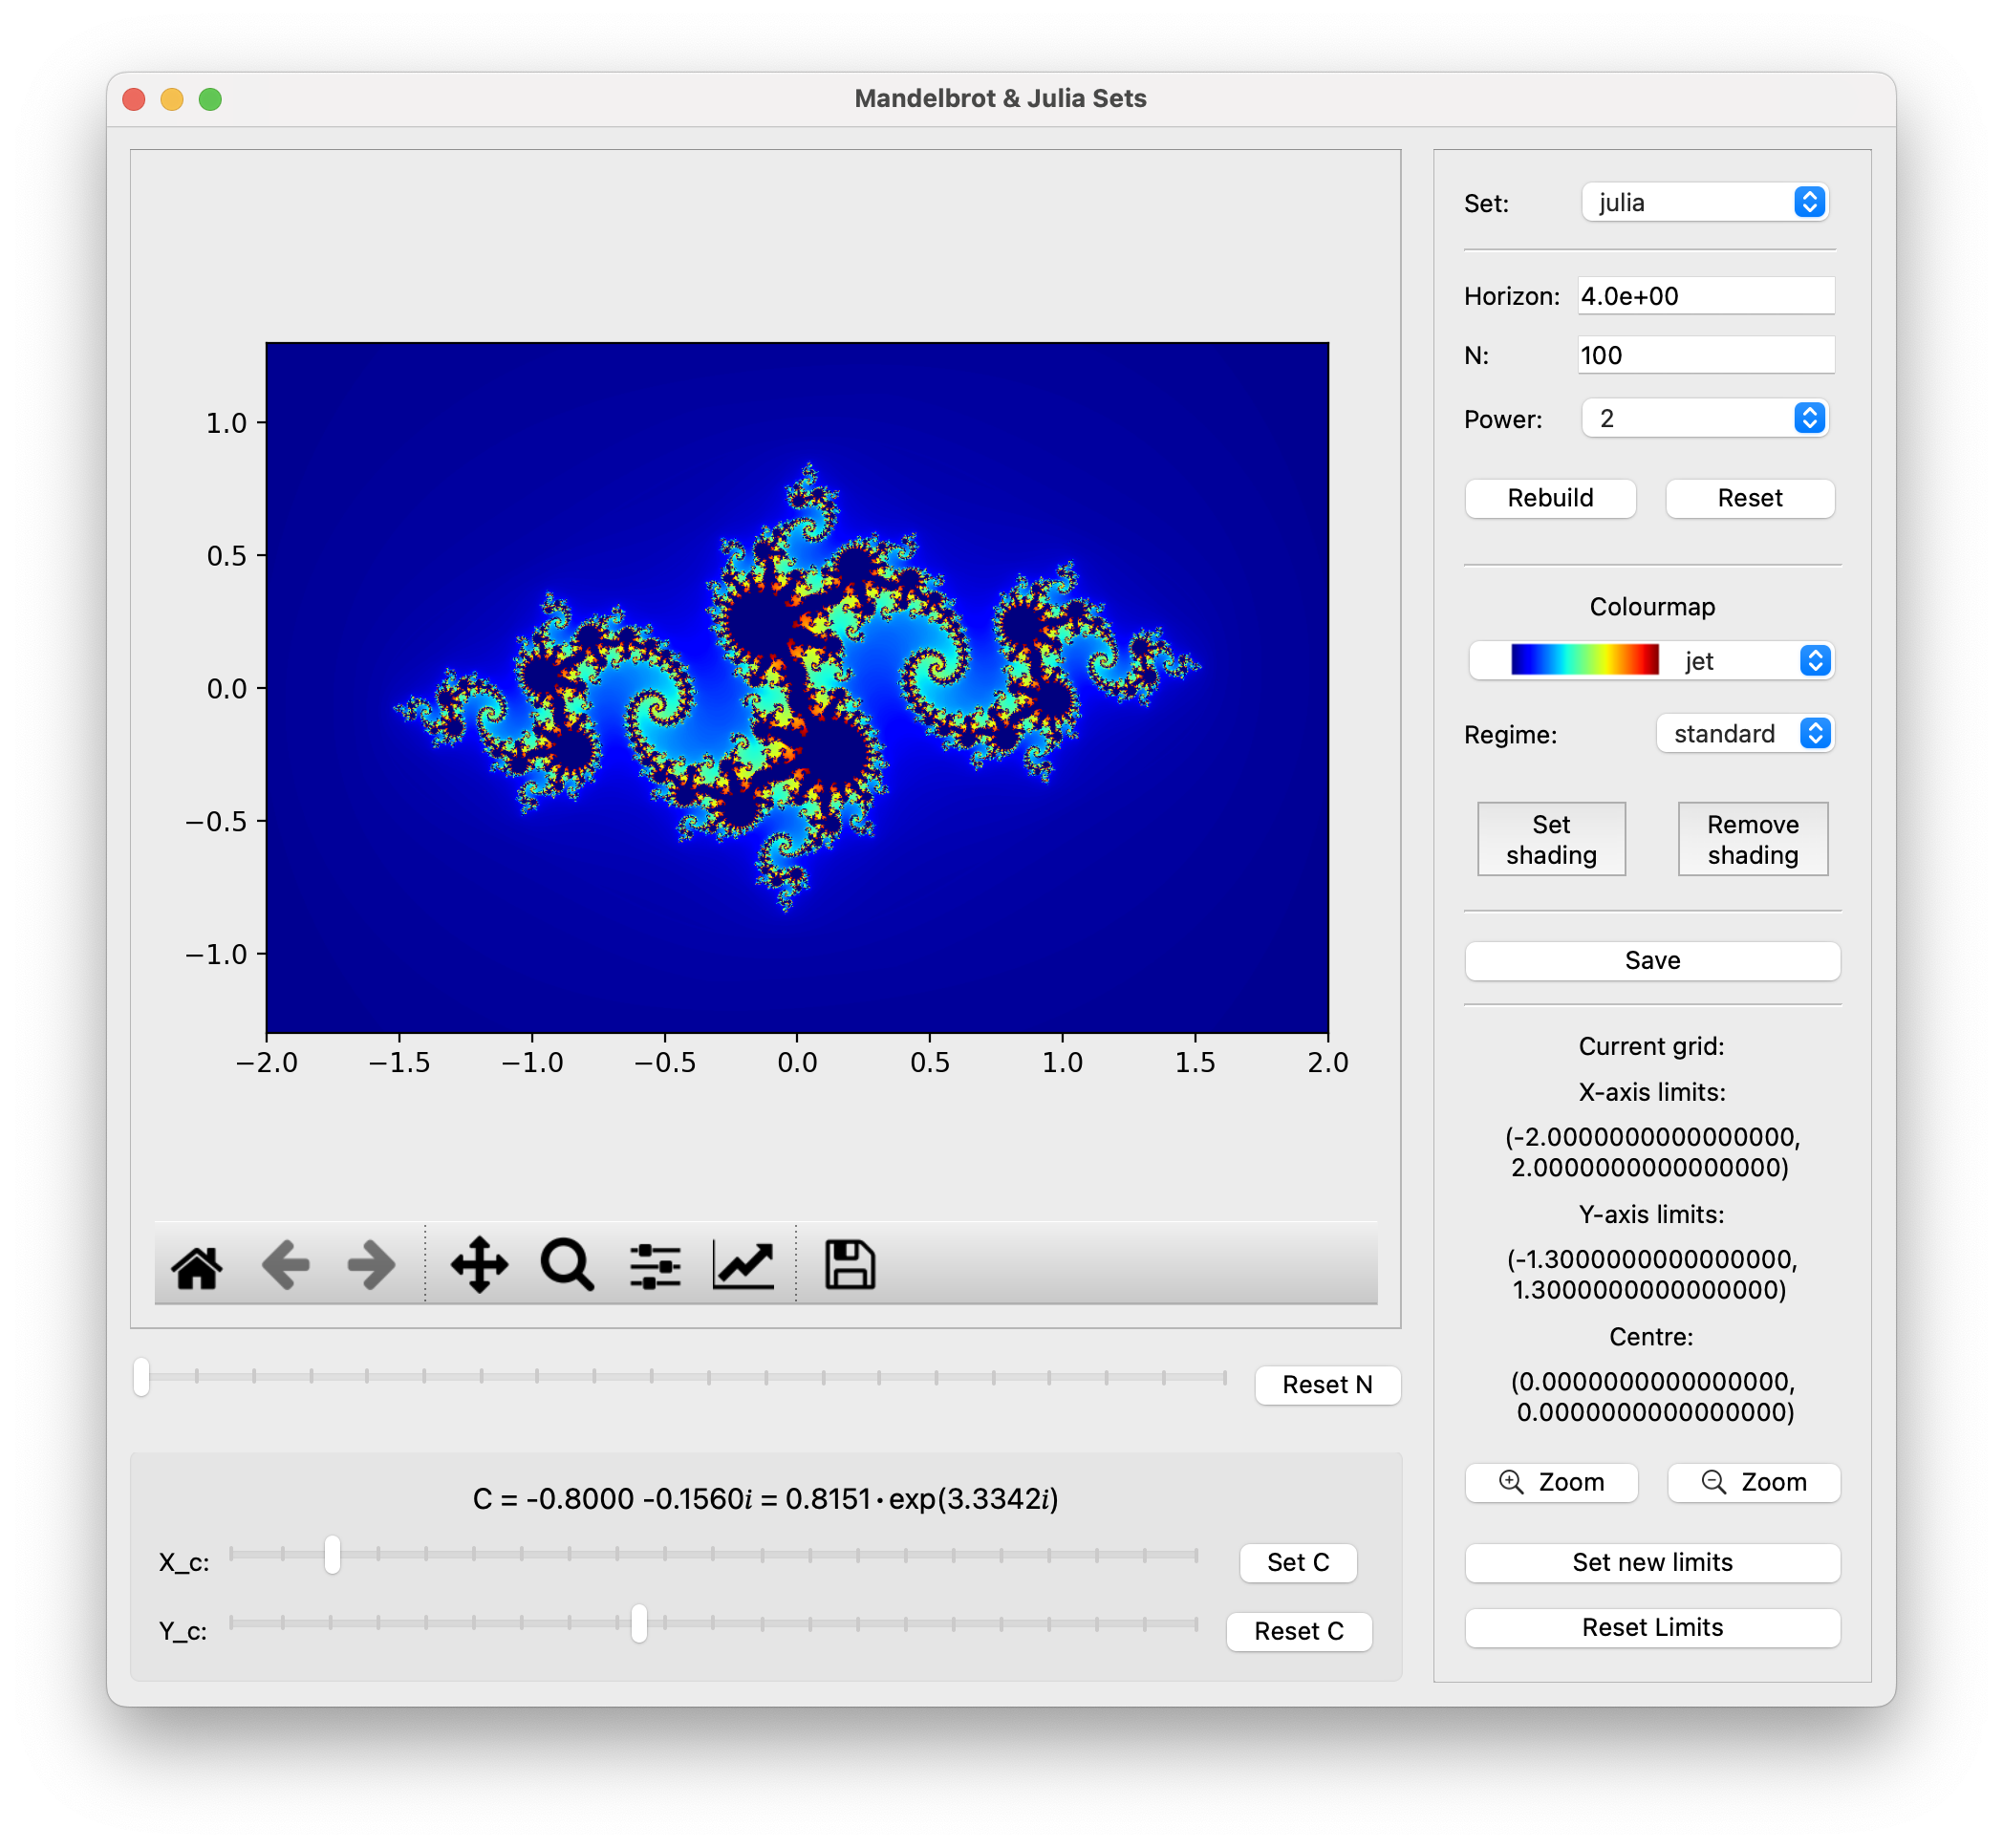 Mandelbrot & Julia Sets
1.0
0.5
0.0
−0.5
−1.0
−2.0 −1.5 −1.0 −0.5 0.0 0.5 1.0 1.5 2.0
Reset N
C = -0.8000 -0.1560i = 0.8151·exp(3.3342i)
X_c:
Set C
Y_c:
Reset C
Set: julia
Horizon: 4.0e+00
N: 100
Power: 2
Rebuild Reset
Colourmap
jet
Regime: standard
Set
shading
Remove
shading
Save
Current grid:
X-axis limits:
(-2.0000000000000000,
2.0000000000000000)
Y-axis limits:
(-1.3000000000000000,
1.3000000000000000)
Centre:
(0.0000000000000000,
0.0000000000000000)
Zoom Zoom
Set new limits
Reset Limits